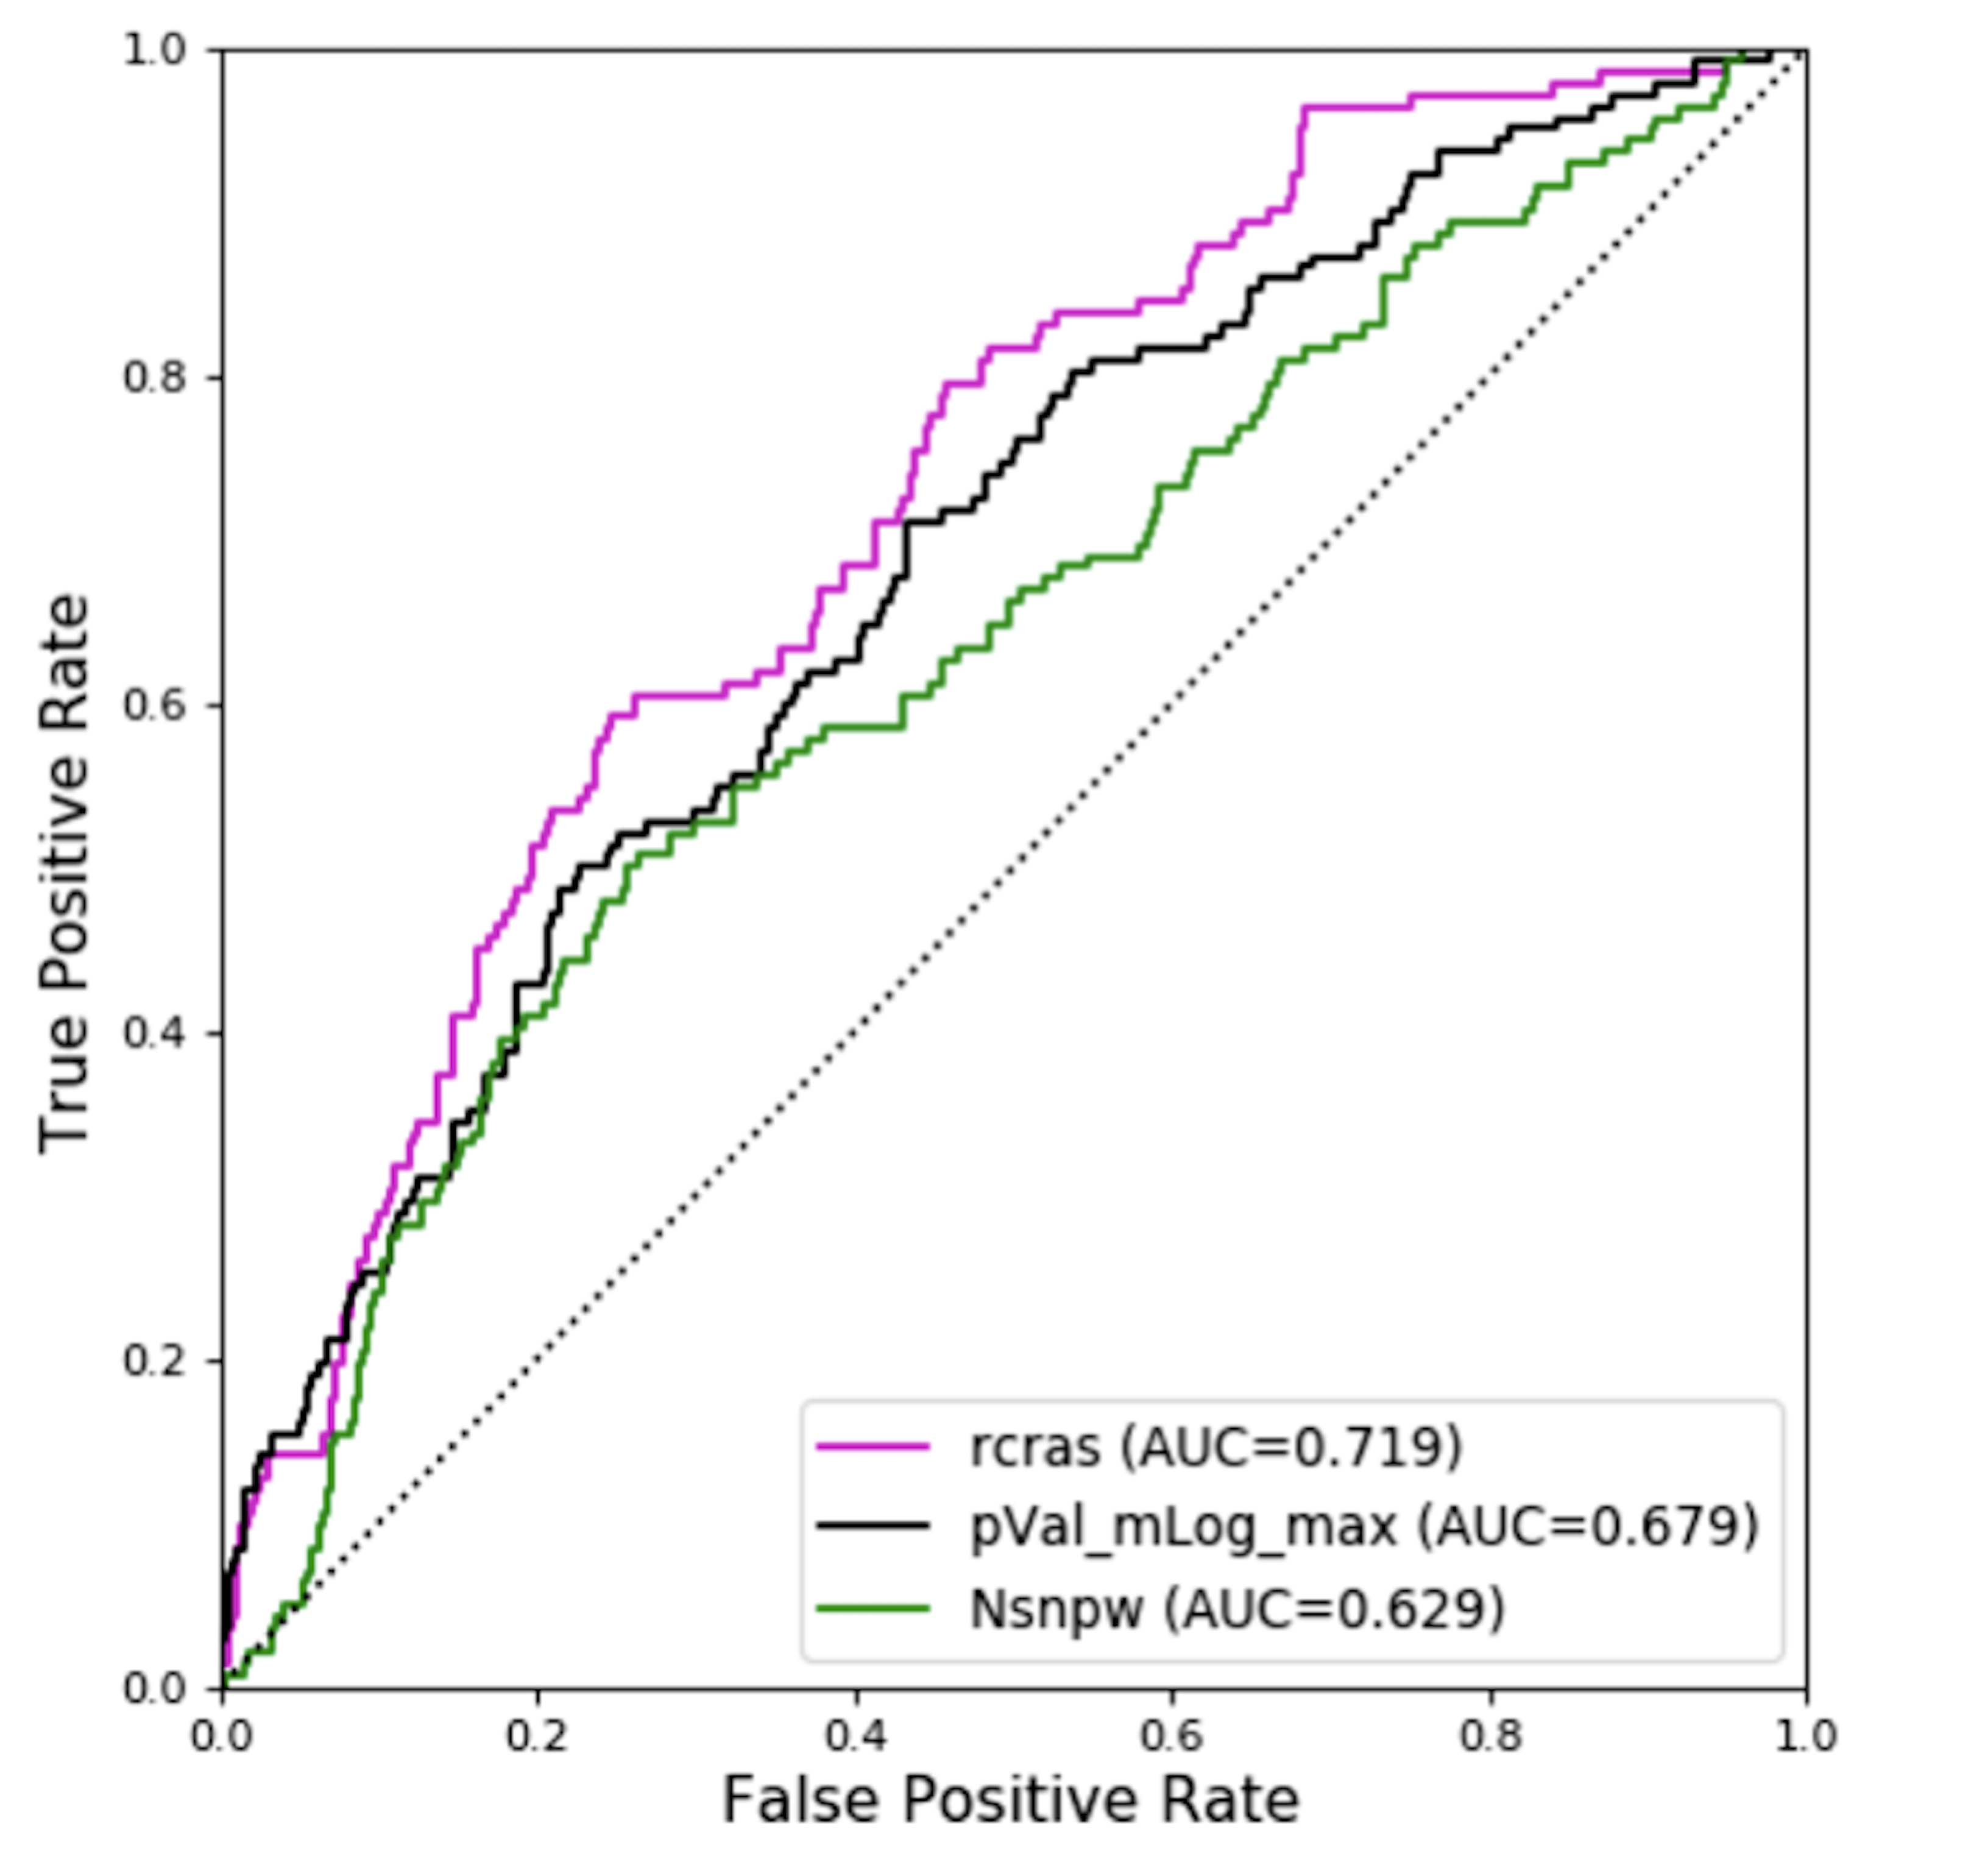 1.0
0.8
0.6
0.4
0.2
0.0
True Positive Rate
0.0 0.2 0.4 0.6 0.8 1.0
False Positive Rate
rcras (AUC=0.719)
pVal_mLog_max (AUC=0.679)
Nsnpw (AUC=0.629)